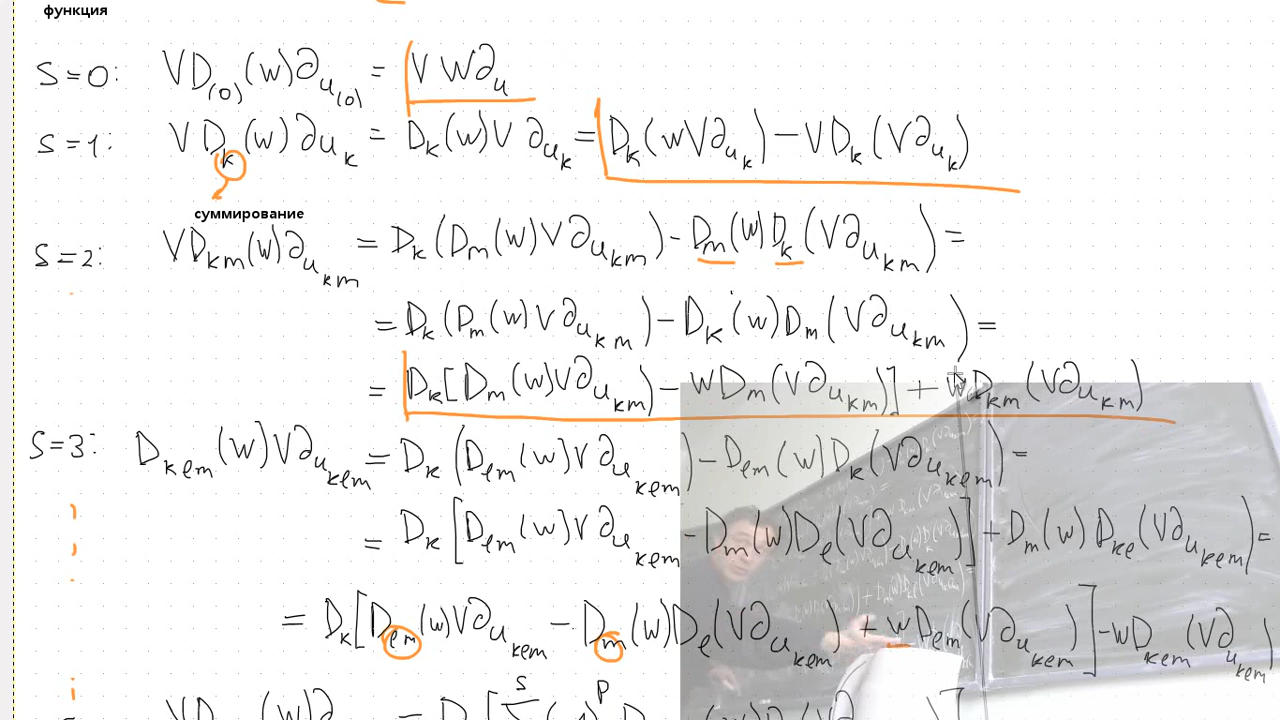 функция
S=0: VD_{(0)}(w)∂_{u_{(0)}} = V W∂_u
S=1: VD_k(w)∂_{u_k} = D_k(w)V∂_{u_k} = D_k(wV∂_{u_k}) − VD_k(V∂_{u_k})
суммирование
S=2: VD_{km}(w)∂_{u_{km}} = D_k(D_m(w)V∂_{u_{km}}) − D_m(w)D_k(V∂_{u_{km}}) =
= D_k(D_m(w)V∂_{u_{km}}) − D_k(w)D_m(V∂_{u_{km}}) =
= D_k[D_m(w)V∂_{u_{km}} − wD_m(V∂_{u_{km}})] + wD_{km}(V∂_{u_{km}})
S=3: D_{kem}(w)V∂_{u_{kem}} = D_k(D_{em}(w)V∂_{u_{kem}}) − D_{em}(w)D_k(V∂_{u_{kem}}) =
= D_k[D_{em}(w)V∂_{u_{kem}} − D_m(w)D_e(V∂_{u_{kem}})] + D_m(w)D_{ke}(V∂_{u_{kem}}) =
= D_k[D_{em}(w)V∂_{u_{kem}} − D_m(w)D_e(V∂_{u_{kem}}) + wD_{em}(V∂_{u_{kem}})] − wD_{kem}(V∂_{u_{kem}})